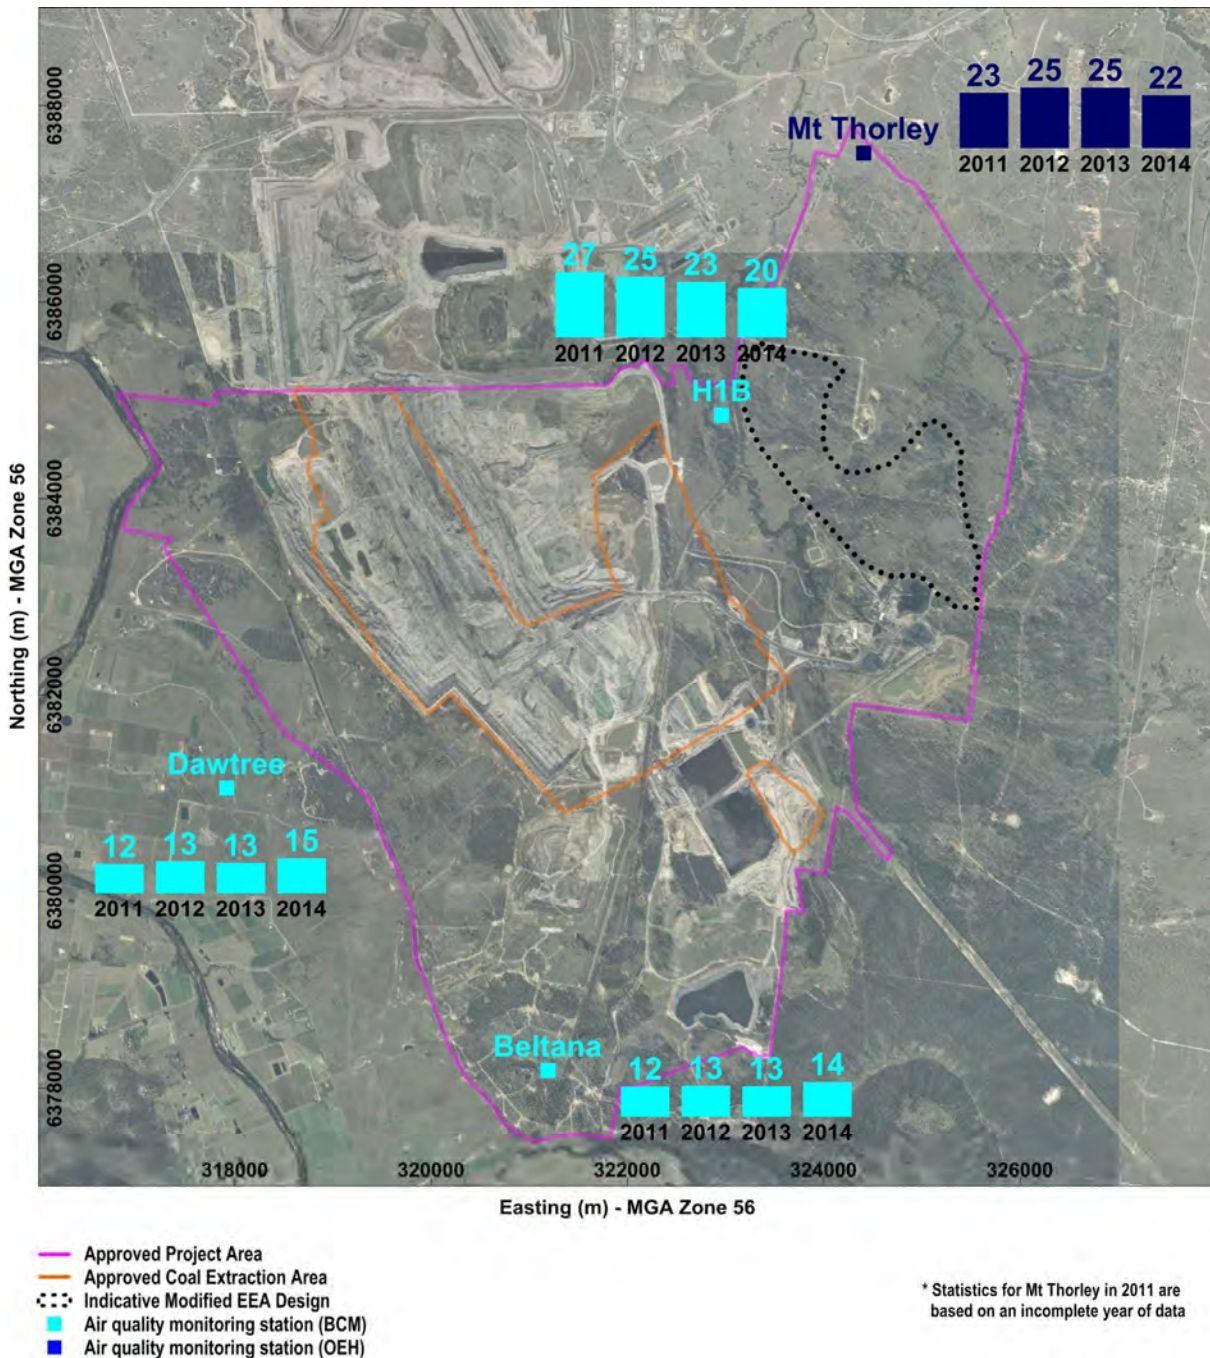 23 25 25 22
Mt Thorley
2011 2012 2013 2014
27 25 23 20
2011 2012 2013 2014
H1B
Dawtree
12 13 13 15
2011 2012 2013 2014
Beltana
12 13 13 14
2011 2012 2013 2014
6388000
6386000
6384000
6382000
6380000
6378000
Northing (m) - MGA Zone 56
318000 320000 322000 324000 326000
Easting (m) - MGA Zone 56
Approved Project Area
Approved Coal Extraction Area
Indicative Modified EEA Design
Air quality monitoring station (BCM)
Air quality monitoring station (OEH)
* Statistics for Mt Thorley in 2011 are
based on an incomplete year of data